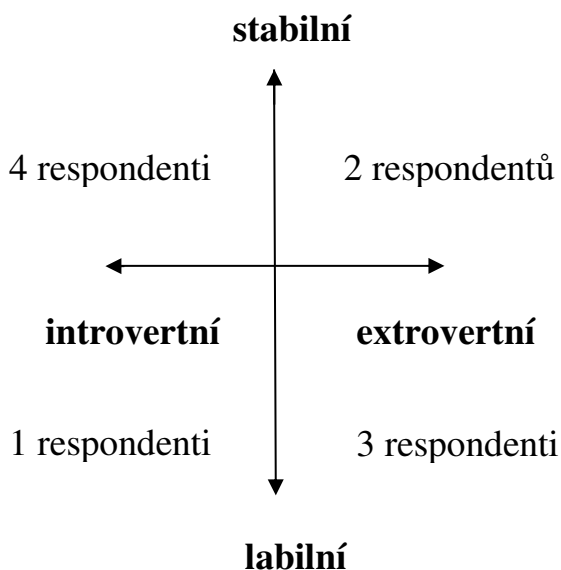 stabilní
4 respondenti 2 respondentů
introvertní extrovertní
1 respondenti 3 respondenti
labilní